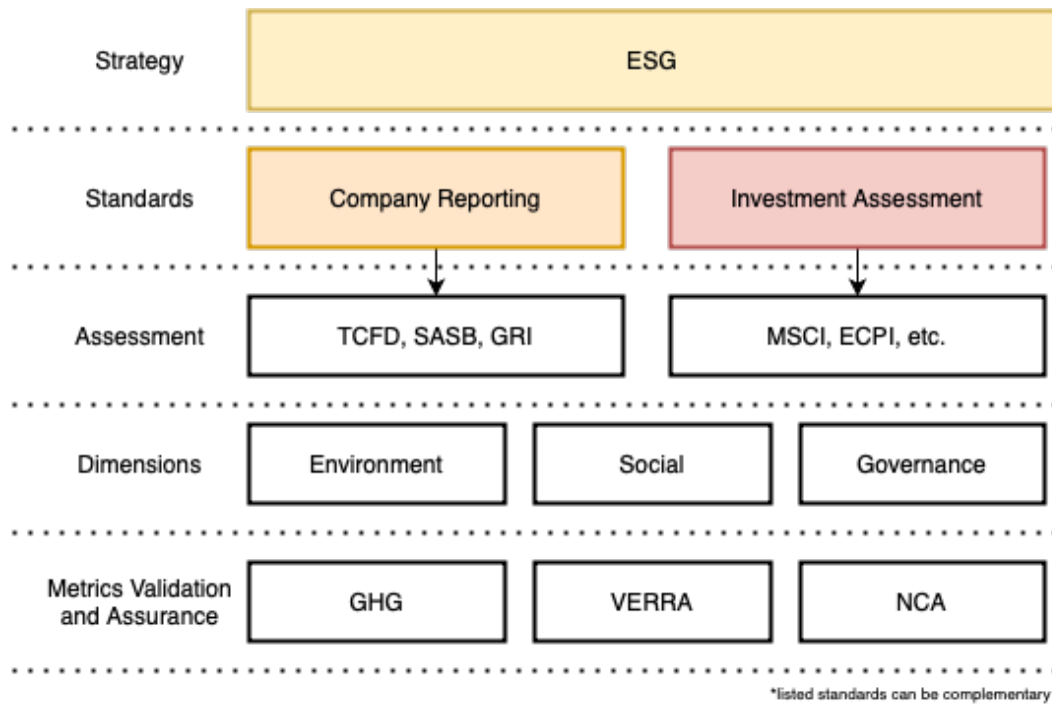 Strategy
ESG
Standards
Company Reporting
Investment Assessment
Assessment
TCFD, SASB, GRI
MSCI, ECPI, etc.
Dimensions
Environment
Social
Governance
Metrics Validation
and Assurance
GHG
VERRA
NCA
*listed standards can be complementary